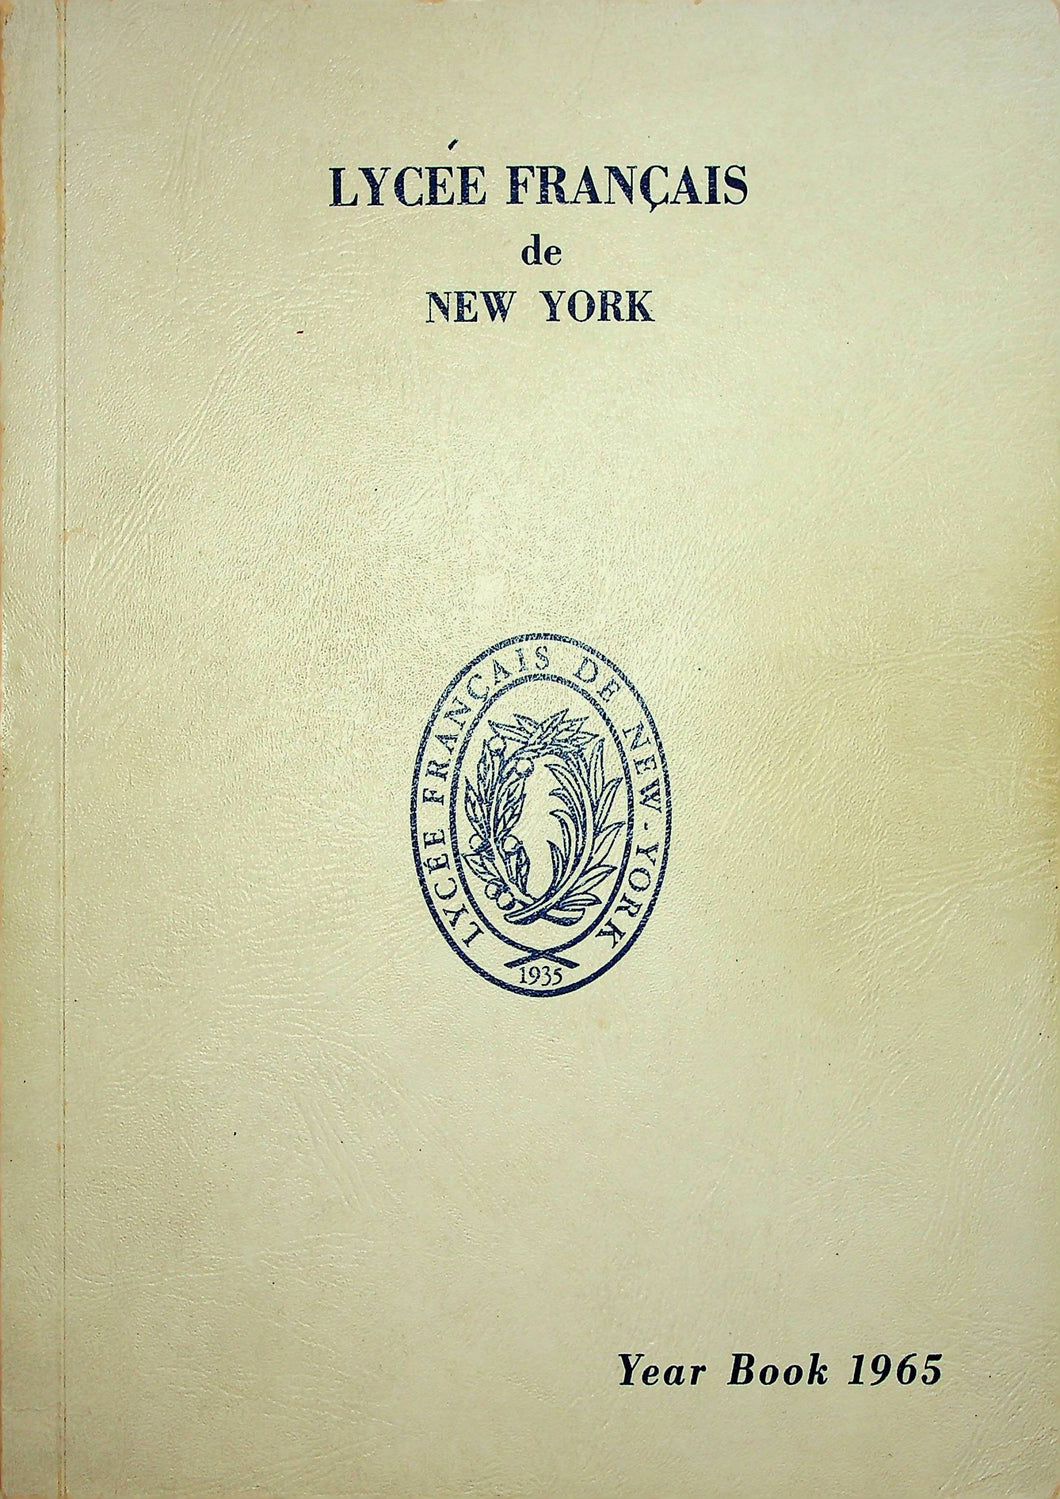 LYCÉE FRANÇAIS
de
NEW YORK
LYCÉE FRANÇAIS DE NEW-YORK
1935
Year Book 1965